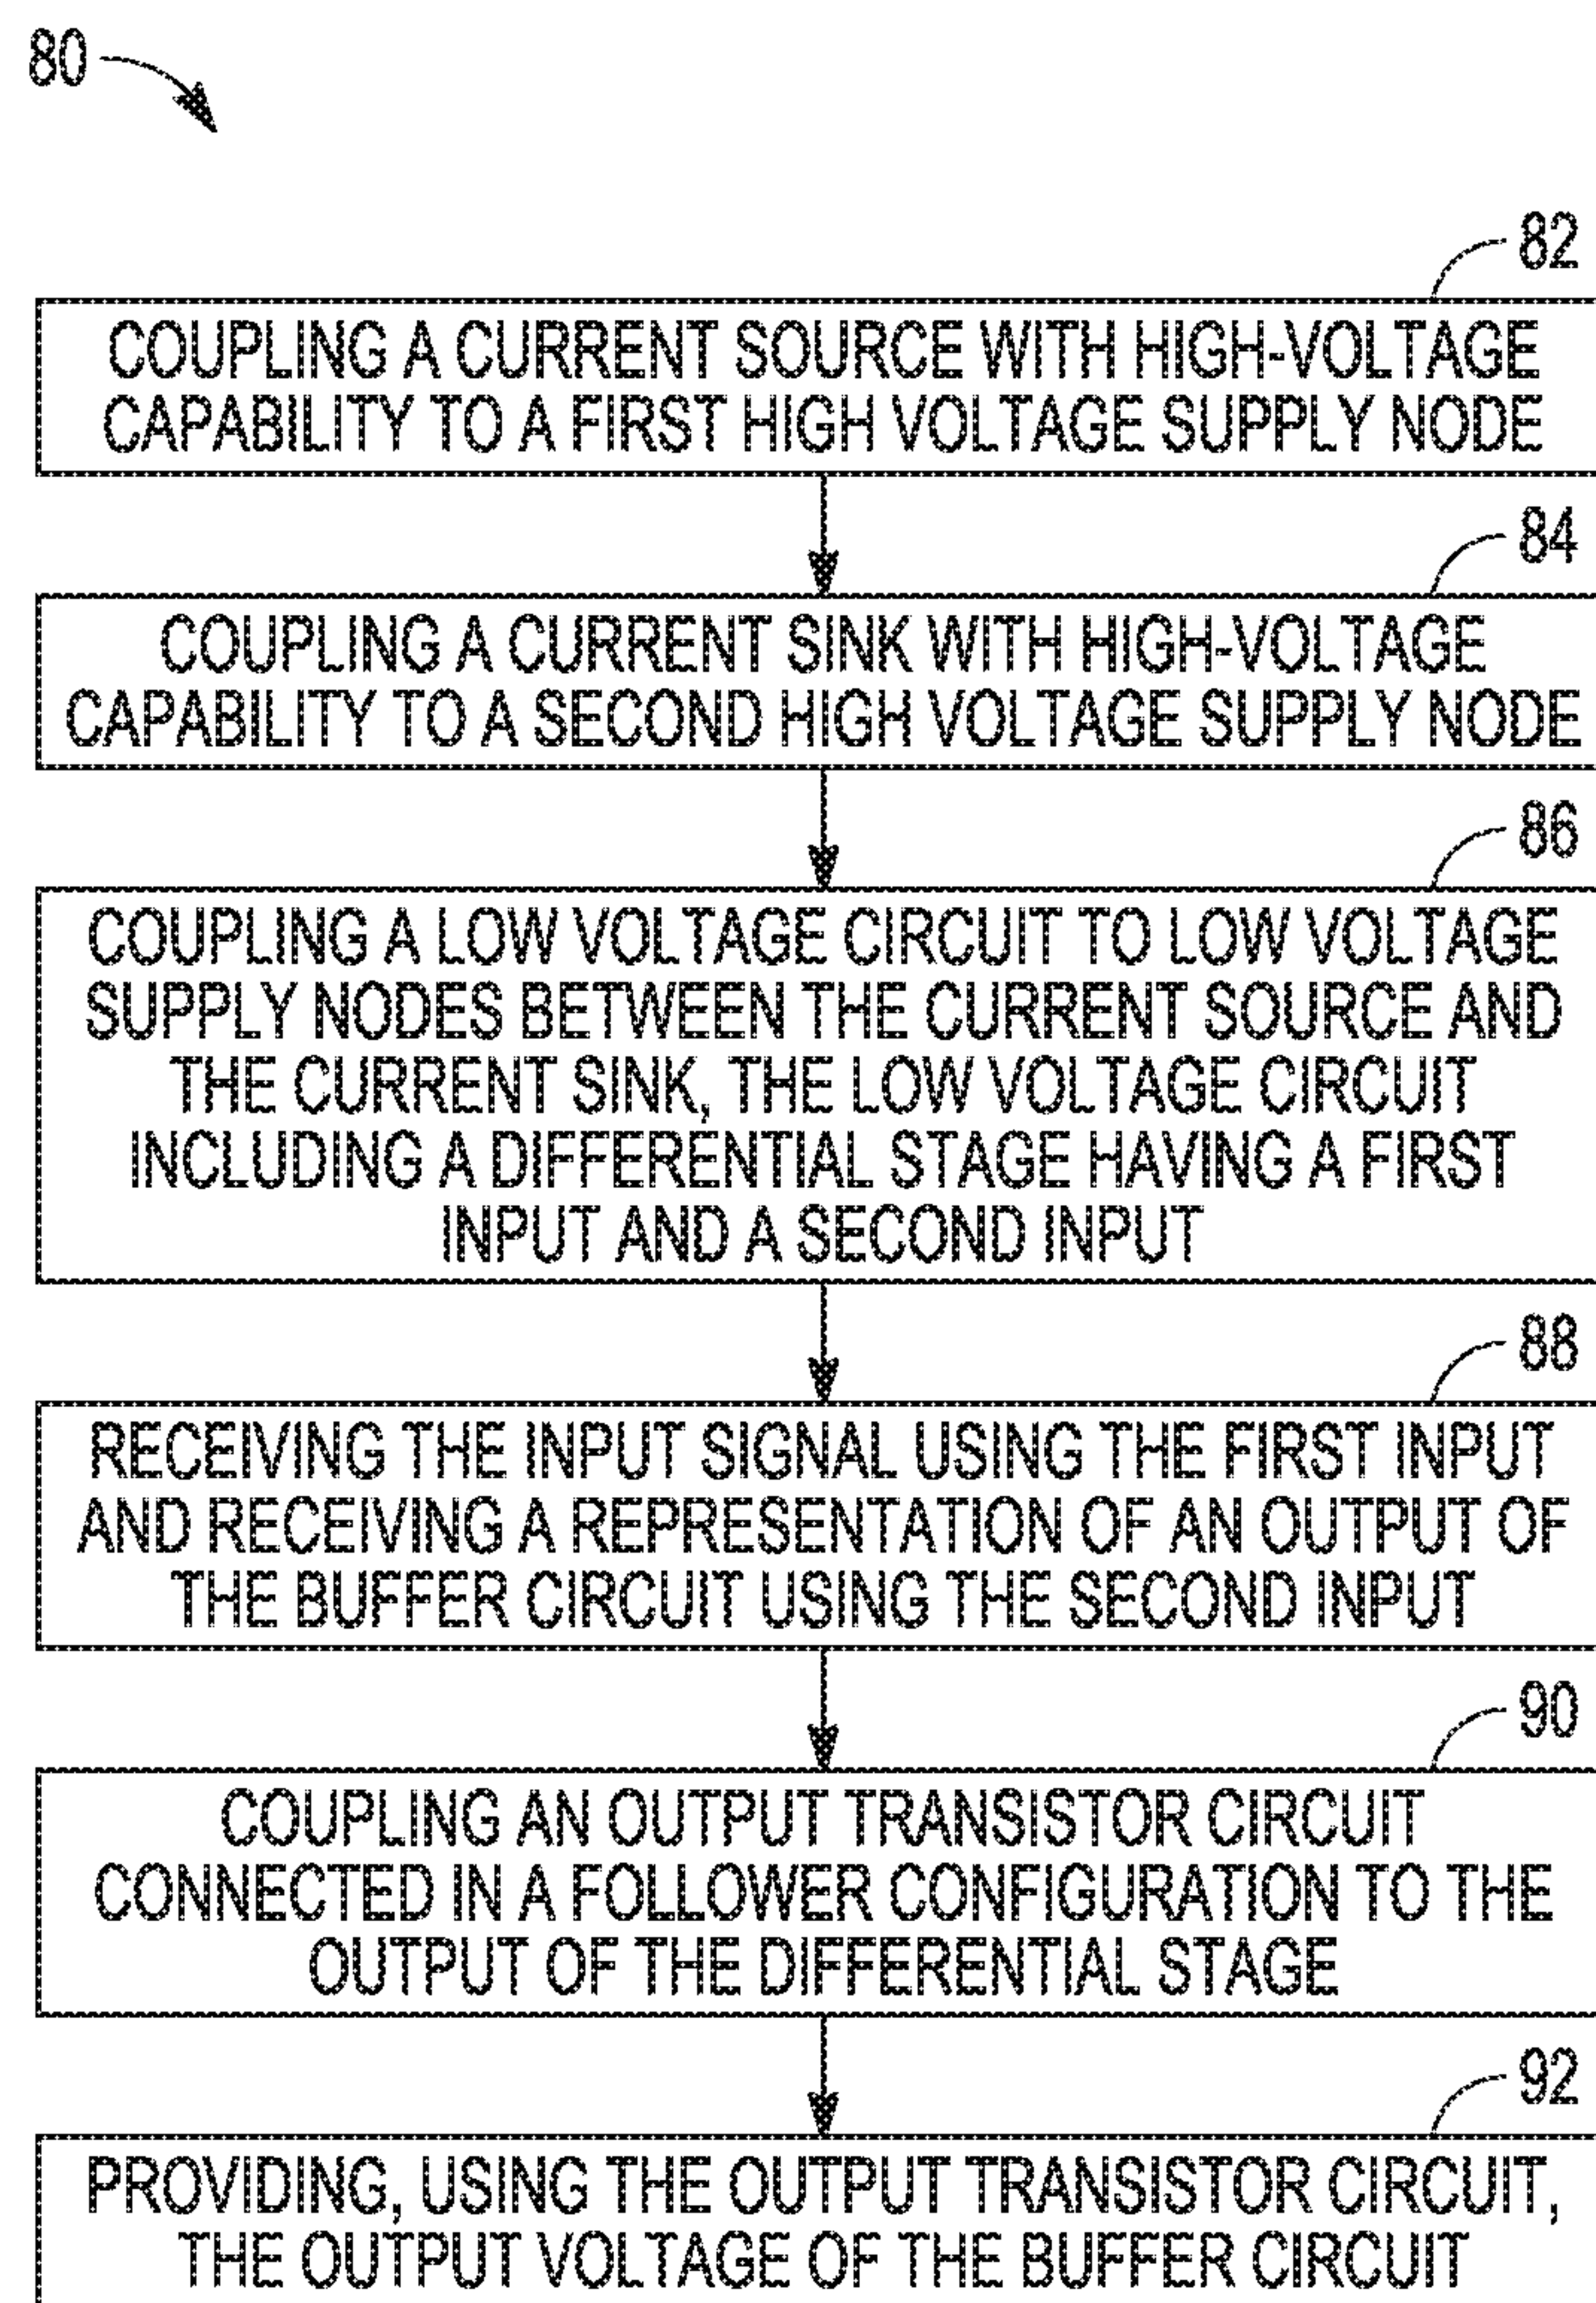 80
82
COUPLING A CURRENT SOURCE WITH HIGH-VOLTAGE
CAPABILITY TO A FIRST HIGH VOLTAGE SUPPLY NODE
84
COUPLING A CURRENT SINK WITH HIGH-VOLTAGE
CAPABILITY TO A SECOND HIGH VOLTAGE SUPPLY NODE
86
COUPLING A LOW VOLTAGE CIRCUIT TO LOW VOLTAGE
SUPPLY NODES BETWEEN THE CURRENT SOURCE AND
THE CURRENT SINK, THE LOW VOLTAGE CIRCUIT
INCLUDING A DIFFERENTIAL STAGE HAVING A FIRST
INPUT AND A SECOND INPUT
88
RECEIVING THE INPUT SIGNAL USING THE FIRST INPUT
AND RECEIVING A REPRESENTATION OF AN OUTPUT OF
THE BUFFER CIRCUIT USING THE SECOND INPUT
90
COUPLING AN OUTPUT TRANSISTOR CIRCUIT
CONNECTED IN A FOLLOWER CONFIGURATION TO THE
OUTPUT OF THE DIFFERENTIAL STAGE
92
PROVIDING, USING THE OUTPUT TRANSISTOR CIRCUIT,
THE OUTPUT VOLTAGE OF THE BUFFER CIRCUIT